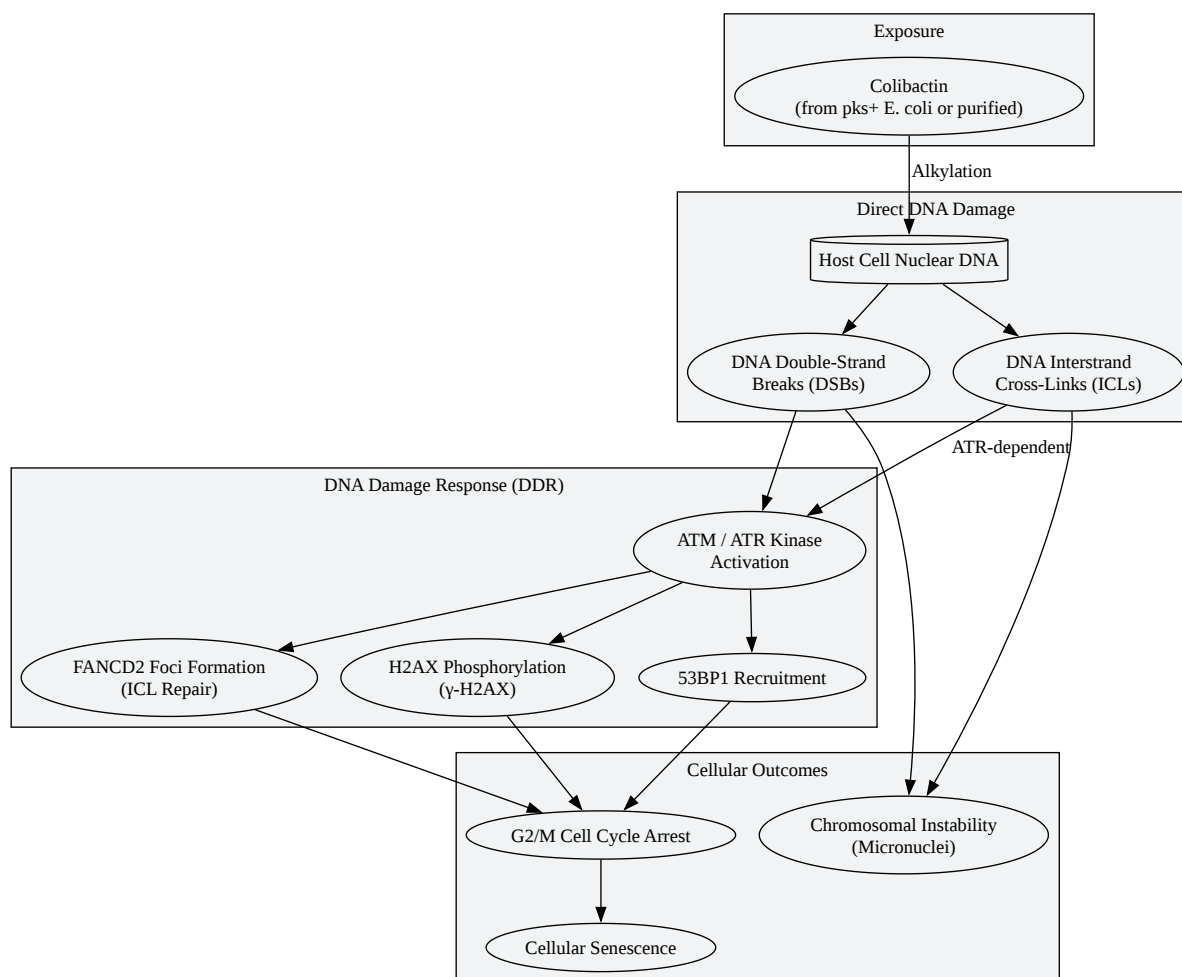 Exposure
Colibactin
(from pks+ E. coli or purified)
Alkylation
Direct DNA Damage
Host Cell Nuclear DNA
DNA Double-Strand
Breaks (DSBs)
DNA Interstrand
Cross-Links (ICLs)
ATR-dependent
DNA Damage Response (DDR)
ATM / ATR Kinase
Activation
FANCD2 Foci Formation
(ICL Repair)
H2AX Phosphorylation
(γ-H2AX)
53BP1 Recruitment
Cellular Outcomes
G2/M Cell Cycle Arrest
Chromosomal Instability
(Micronuclei)
Cellular Senescence